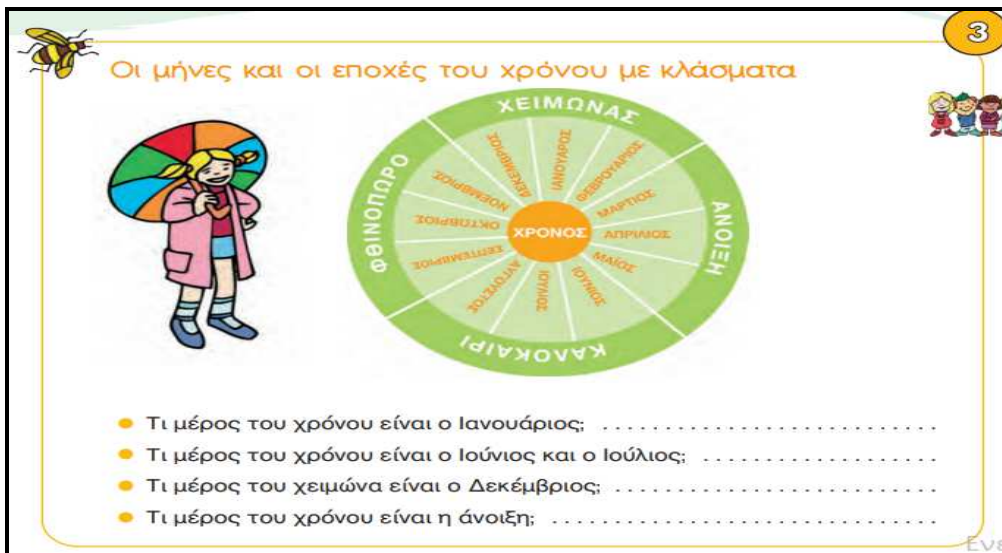 3
Οι μήνες και οι εποχές του χρόνου με κλάσματα
ΧΕΙΜΩΝΑΣ
ΑΝΟΙΞΗ
ΚΑΛΟΚΑΙΡΙ
ΦΘΙΝΟΠΩΡΟ
ΙΑΝΟΥΑΡΟΣ
ΦΕΒΡΟΥΑΡΙΟΣ
ΜΑΡΤΙΟΣ
ΑΠΡΙΛΙΟΣ
ΜΑΪΟΣ
ΙΟΥΛΙΟΣ
ΑΥΓΟΥΣΤΟΣ
ΣΕΠΤΕΜΒΡΙΟΣ
ΟΚΤΩΒΡΙΟΣ
ΝΟΕΜΒΡΙΟΣ
ΔΕΚΕΜΒΡΙΟΣ
ΧΡΟΝΟΣ
Τι μέρος του χρόνου είναι ο Ιανουάριος; . . . . . . . . . . . . . . . . . . . . . . . . . . . .
Τι μέρος του χρόνου είναι ο Ιούνιος και ο Ιούλιος; . . . . . . . . . . . . . . . . . . . .
Τι μέρος του χειμώνα είναι ο Δεκέμβριος; . . . . . . . . . . . . . . . . . . . . . . . . . . .
Τι μέρος του χρόνου είναι η άνοιξη; . . . . . . . . . . . . . . . . . . . . . . . . . . . . . . . .